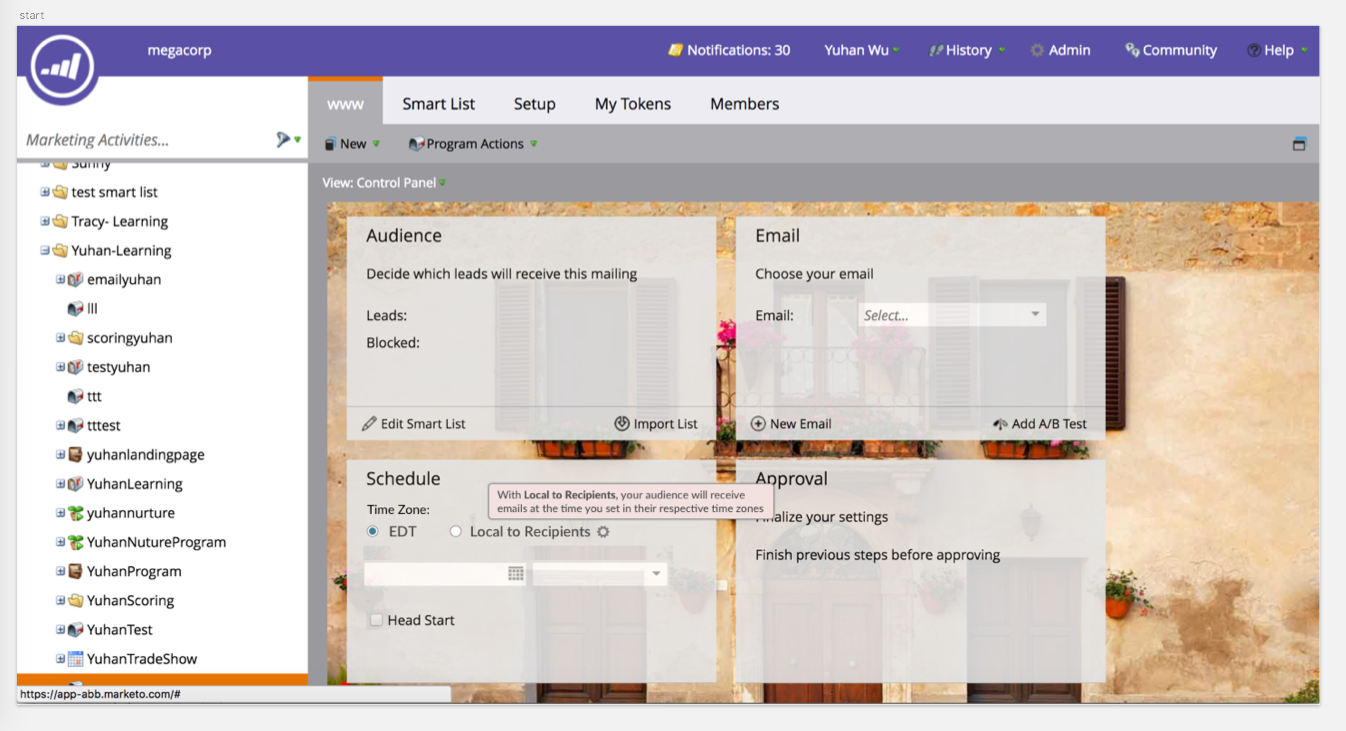 start
megacorp
Notifications: 30
Yuhan Wu
History
Admin
Community
Help
www
Smart List
Setup
My Tokens
Members
Marketing Activities...
New
Program Actions
View: Control Panel
Sunny
test smart list
Tracy- Learning
Yuhan-Learning
emailyuhan
lll
scoringyuhan
testyuhan
ttt
tttest
yuhanlandingpage
YuhanLearning
yuhannurture
YuhanNutureProgram
YuhanProgram
YuhanScoring
YuhanTest
YuhanTradeShow
https://app-abb.marketo.com/#
Audience
Decide which leads will receive this mailing
Leads:
Blocked:
Edit Smart List
Import List
Email
Choose your email
Email:
Select...
New Email
Add A/B Test
Schedule
With Local to Recipients, your audience will receive
emails at the time you set in their respective time zones
Time Zone:
EDT
Local to Recipients
Head Start
Approval
Finalize your settings
Finish previous steps before approving